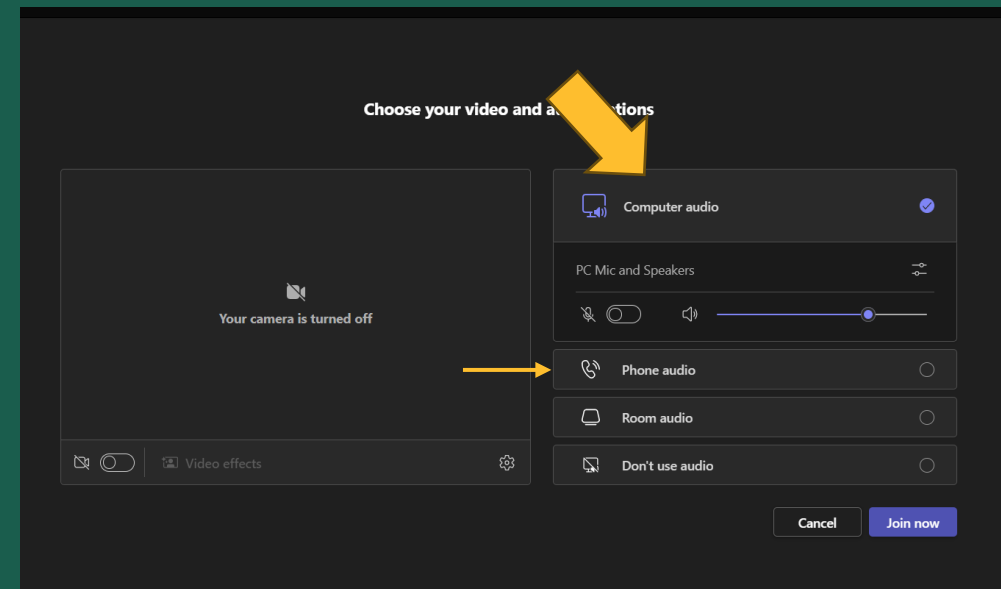 Choose your video and a tions
Your camera is turned off
Video effects
Computer audio
PC Mic and Speakers
Phone audio
Room audio
Don't use audio
Cancel
Join now